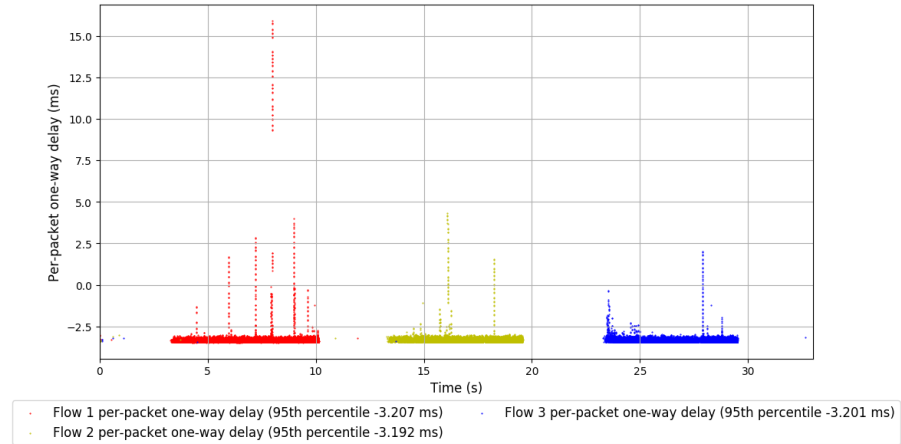 15.0
12.5
10.0
7.5
5.0
2.5
0.0
−2.5
Per-packet one-way delay (ms)
0 5 10 15 20 25 30
Time (s)
Flow 1 per-packet one-way delay (95th percentile -3.207 ms)
Flow 2 per-packet one-way delay (95th percentile -3.192 ms)
Flow 3 per-packet one-way delay (95th percentile -3.201 ms)